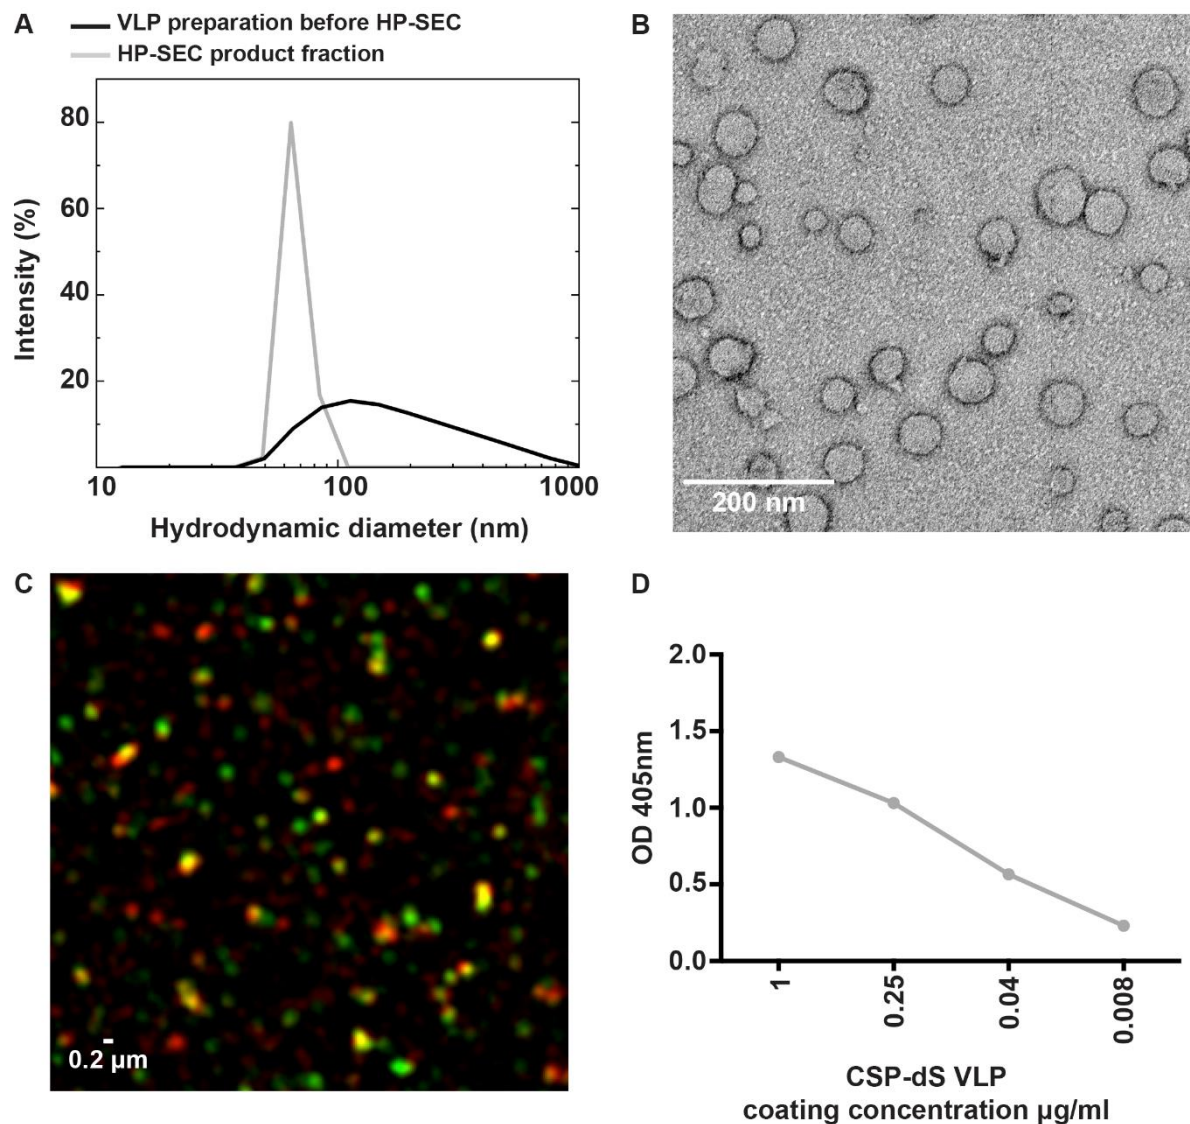 A
VLP preparation before HP-SEC
HP-SEC product fraction
Intensity (%)
80
60
40
20
10
100
1000
Hydrodynamic diameter (nm)
B
200 nm
C
0.2 µm
D
OD 405nm
2.0
1.5
1.0
0.5
0.0
1
0.25
0.04
0.008
CSP-dS VLP
coating concentration µg/ml